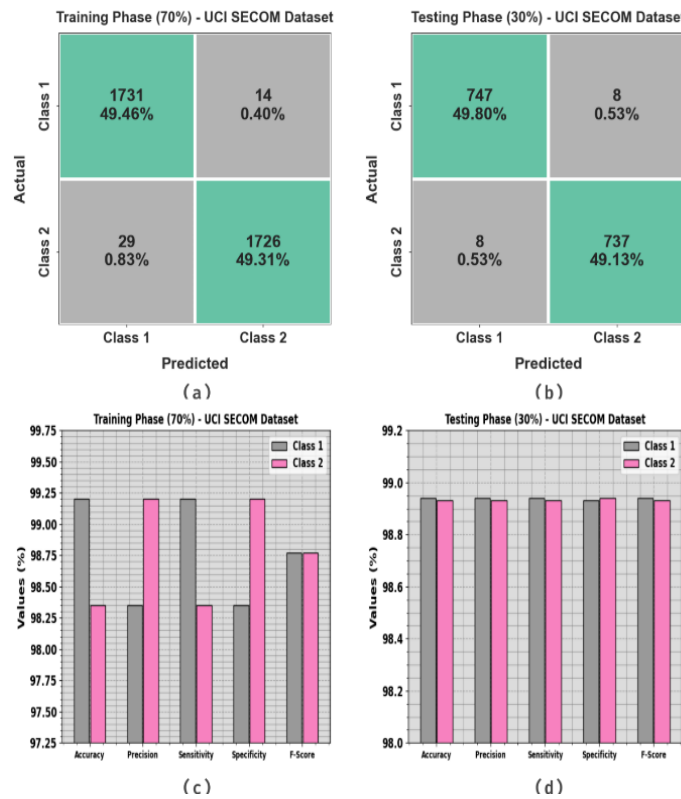 Training Phase (70%) - UCI SECOM Dataset
Actual
Class 1
Class 2
1731
49.46%
14
0.40%
29
0.83%
1726
49.31%
Class 1
Class 2
Predicted
(a)
Testing Phase (30%) - UCI SECOM Dataset
Actual
Class 1
Class 2
747
49.80%
8
0.53%
8
0.53%
737
49.13%
Class 1
Class 2
Predicted
(b)
Training Phase (70%) - UCI SECOM Dataset
Values (%)
99.75
99.50
99.25
99.00
98.75
98.50
98.25
98.00
97.75
97.50
97.25
Class 1
Class 2
Accuracy Precision Sensitivity Specificity F-Score
(c)
Testing Phase (30%) - UCI SECOM Dataset
Values (%)
99.2
99.0
98.8
98.6
98.4
98.2
98.0
Class 1
Class 2
Accuracy Precision Sensitivity Specificity F-Score
(d)